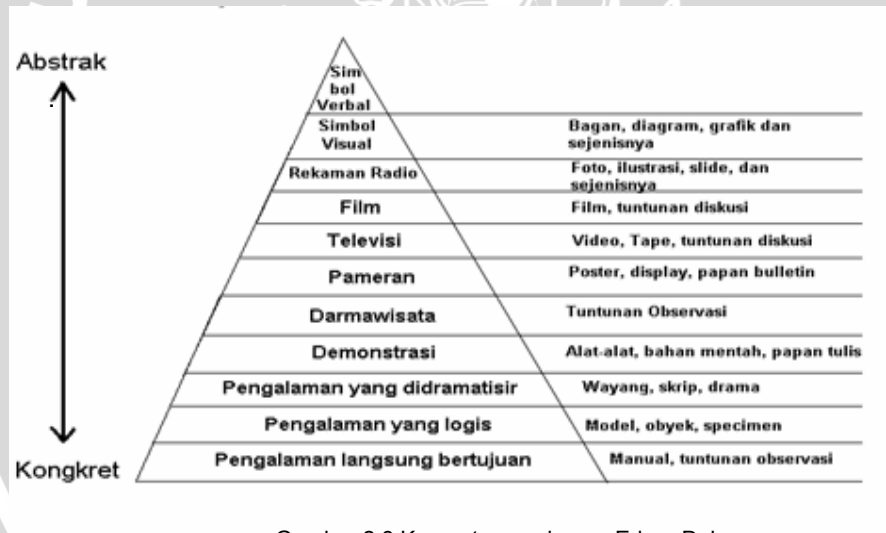 Abstrak
Sim
bol
Verbal
Simbol
Visual
Bagan, diagram, grafik dan
sejenisnya
Rekaman Radio
Foto, ilustrasi, slide, dan
sejenisnya
Film
Film, tuntunan diskusi
Televisi
Video, Tape, tuntunan diskusi
Pameran
Poster, display, papan bulletin
Darmawisata
Tuntunan Observasi
Demonstrasi
Alat-alat, bahan mentah, papan tulis
Pengalaman yang didramatisir
Wayang, skrip, drama
Pengalaman yang logis
Model, obyek, specimen
Kongkret
Pengalaman langsung bertujuan
Manual, tuntunan observasi